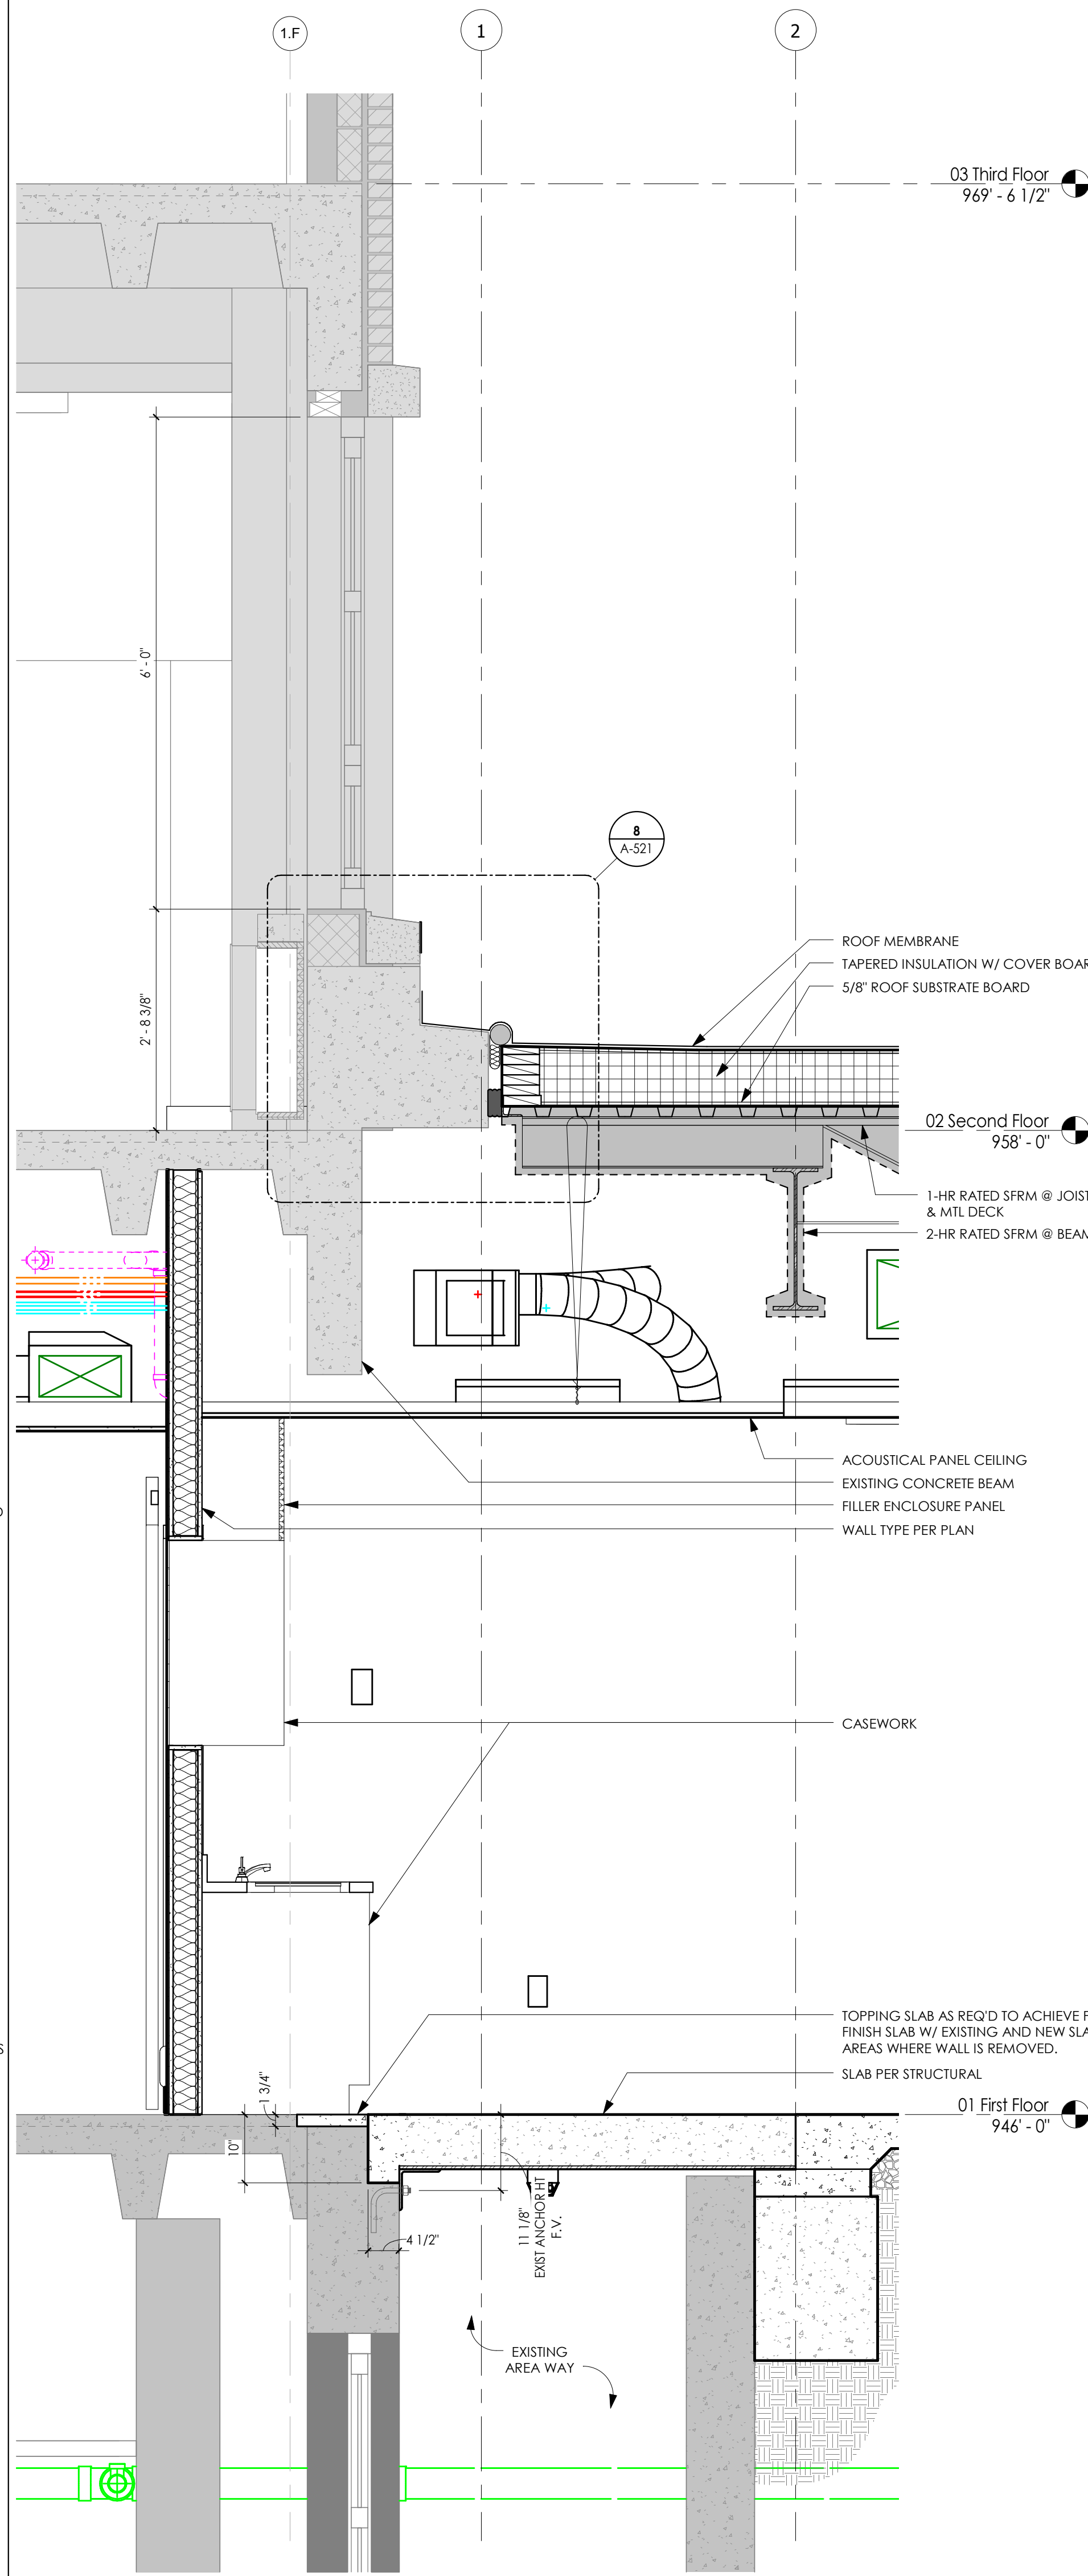 1.F
1
2
03 Third Floor
969' - 6 1/2"
6' - 0"
8
A-521
ROOF MEMBRANE
TAPERED INSULATION W/ COVER BOAR
5/8" ROOF SUBSTRATE BOARD
2' - 8 3/8"
02 Second Floor
958' - 0"
1-HR RATED SFRM @ JOIST
& MTL DECK
2-HR RATED SFRM @ BEAM
ACOUSTICAL PANEL CEILING
EXISTING CONCRETE BEAM
FILLER ENCLOSURE PANEL
WALL TYPE PER PLAN
CASEWORK
TOPPING SLAB AS REQ'D TO ACHIEVE F
FINISH SLAB W/ EXISTING AND NEW SLA
AREAS WHERE WALL IS REMOVED.
SLAB PER STRUCTURAL
1 3/4"
01 First Floor
946' - 0"
10"
11 1/8"
EXIST ANCHOR HT
F.V.
4 1/2"
EXISTING
AREA WAY